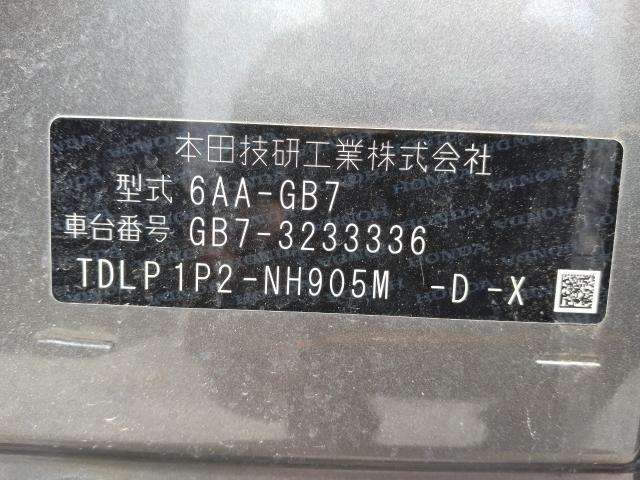 本田技研工業株式会社
型式 6AA-GB7
車台番号 GB7-3233336
TDLP1P2-NH905M -D -X